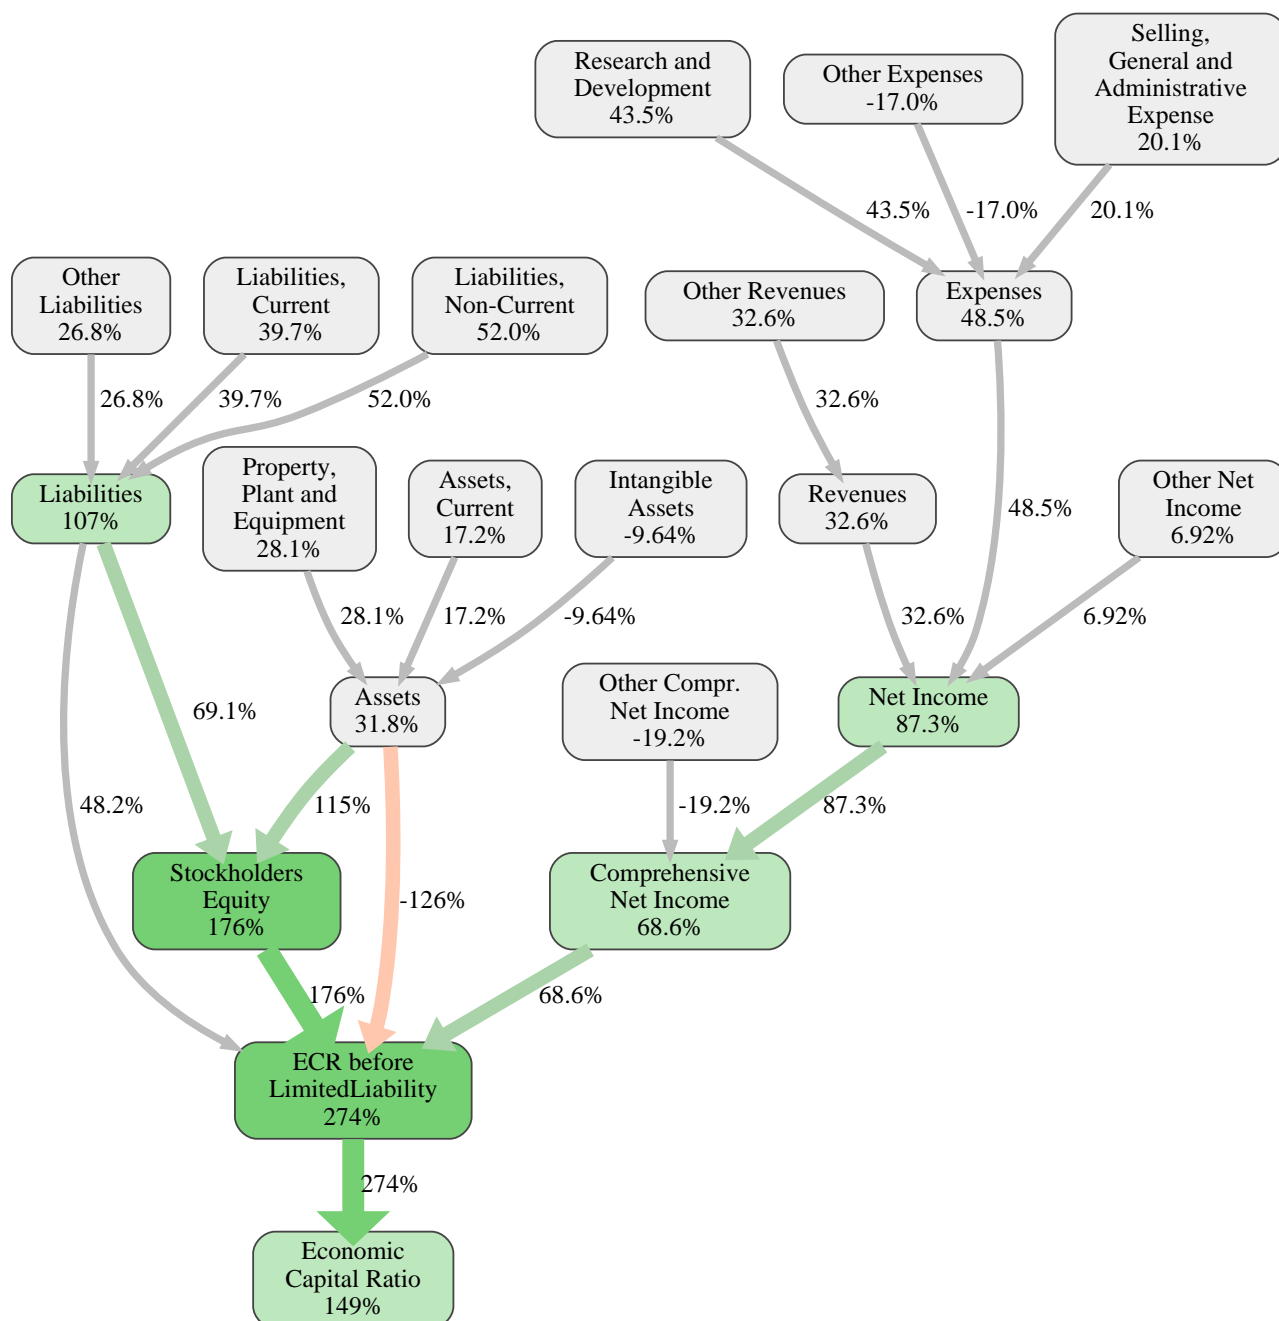 Research and
Development
43.5%
Other Expenses
-17.0%
Selling,
General and
Administrative
Expense
20.1%
43.5%
-17.0%
20.1%
Other
Liabilities
26.8%
Liabilities,
Current
39.7%
Liabilities,
Non-Current
52.0%
Other Revenues
32.6%
Expenses
48.5%
26.8%
39.7%
52.0%
32.6%
Liabilities
107%
Property,
Plant and
Equipment
28.1%
Assets,
Current
17.2%
Intangible
Assets
-9.64%
Revenues
32.6%
48.5%
Other Net
Income
6.92%
28.1%
17.2%
-9.64%
32.6%
6.92%
69.1%
Assets
31.8%
Other Compr.
Net Income
-19.2%
Net Income
87.3%
48.2%
115%
-19.2%
87.3%
Stockholders
Equity
176%
-126%
Comprehensive
Net Income
68.6%
176%
68.6%
ECR before
LimitedLiability
274%
274%
Economic
Capital Ratio
149%